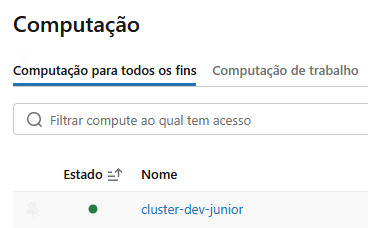 Computação
Computação para todos os fins Computação de trabalho
Filtrar compute ao qual tem acesso
Estado Nome
cluster-dev-junior